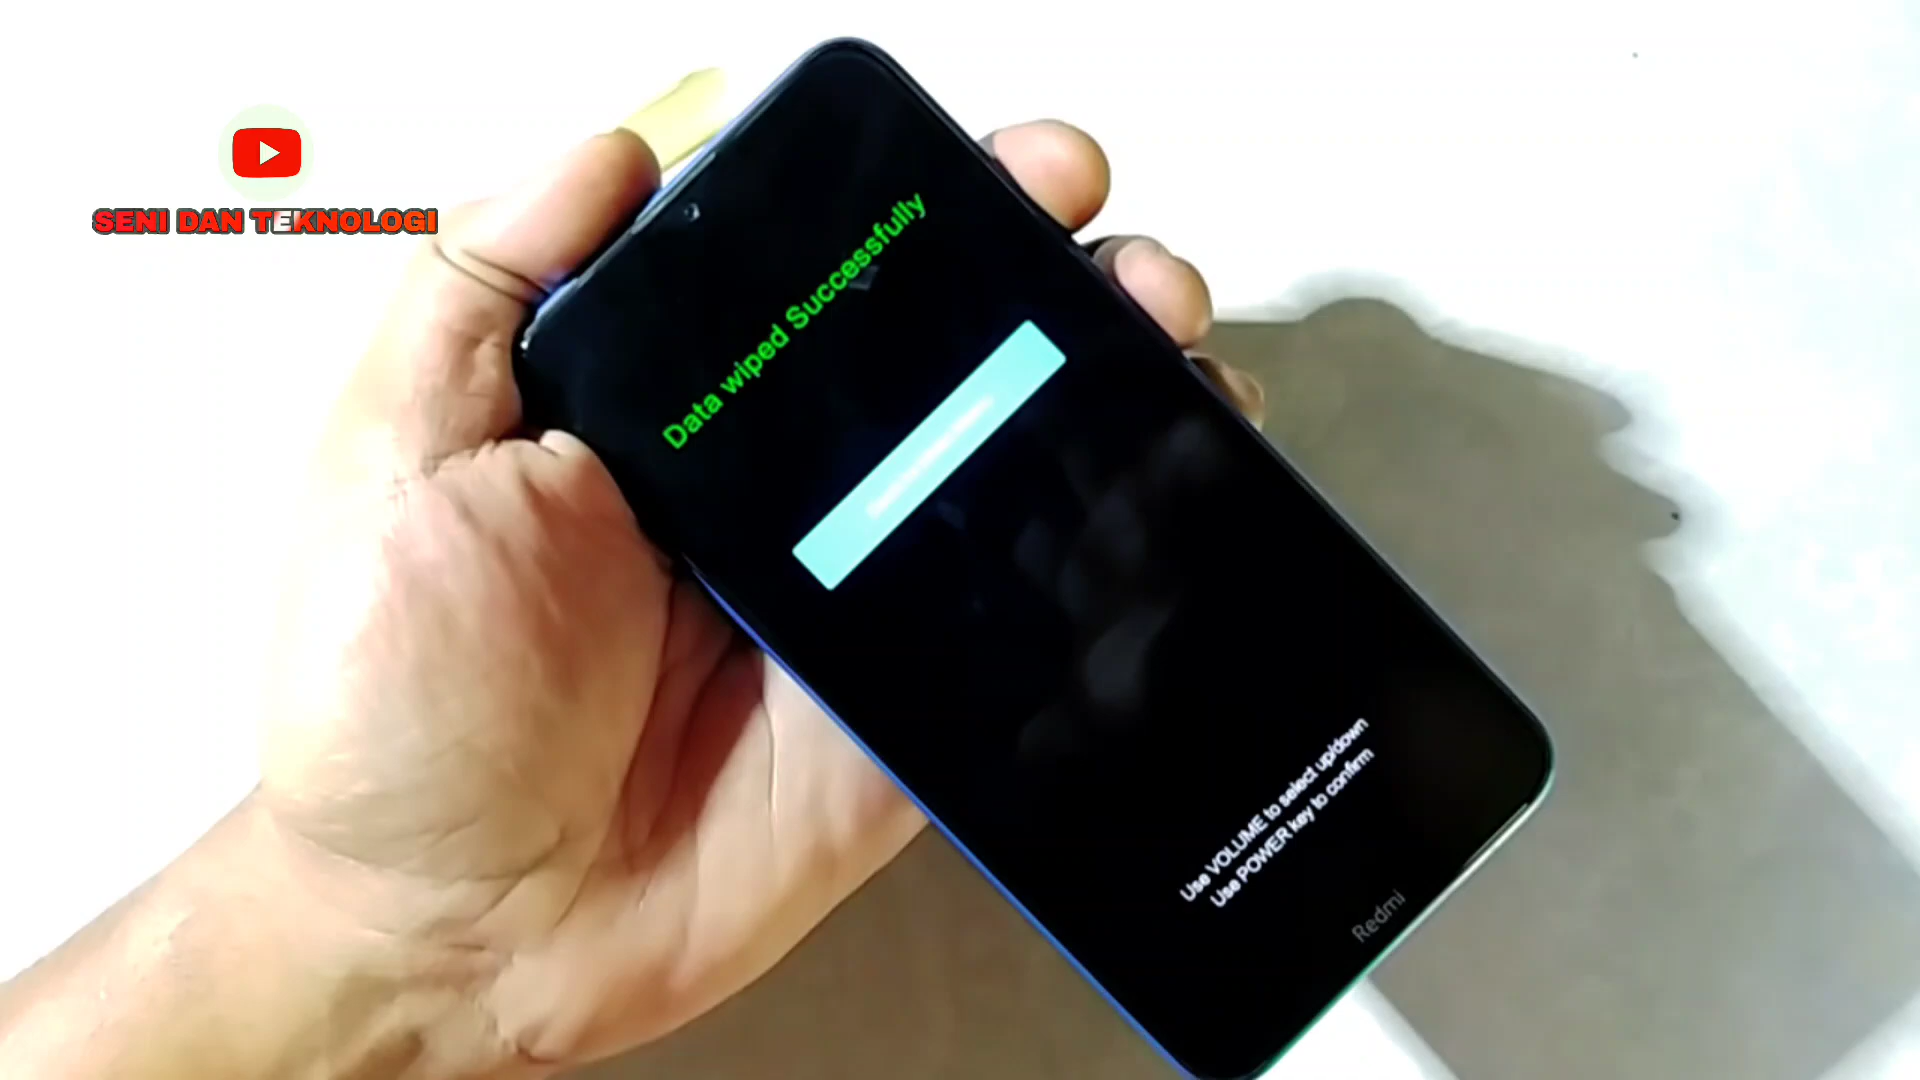 SENI DAN TEKNOLOGI
Data wiped Successfully
Use VOLUME to select up/down
Use POWER key to confirm
Redmi